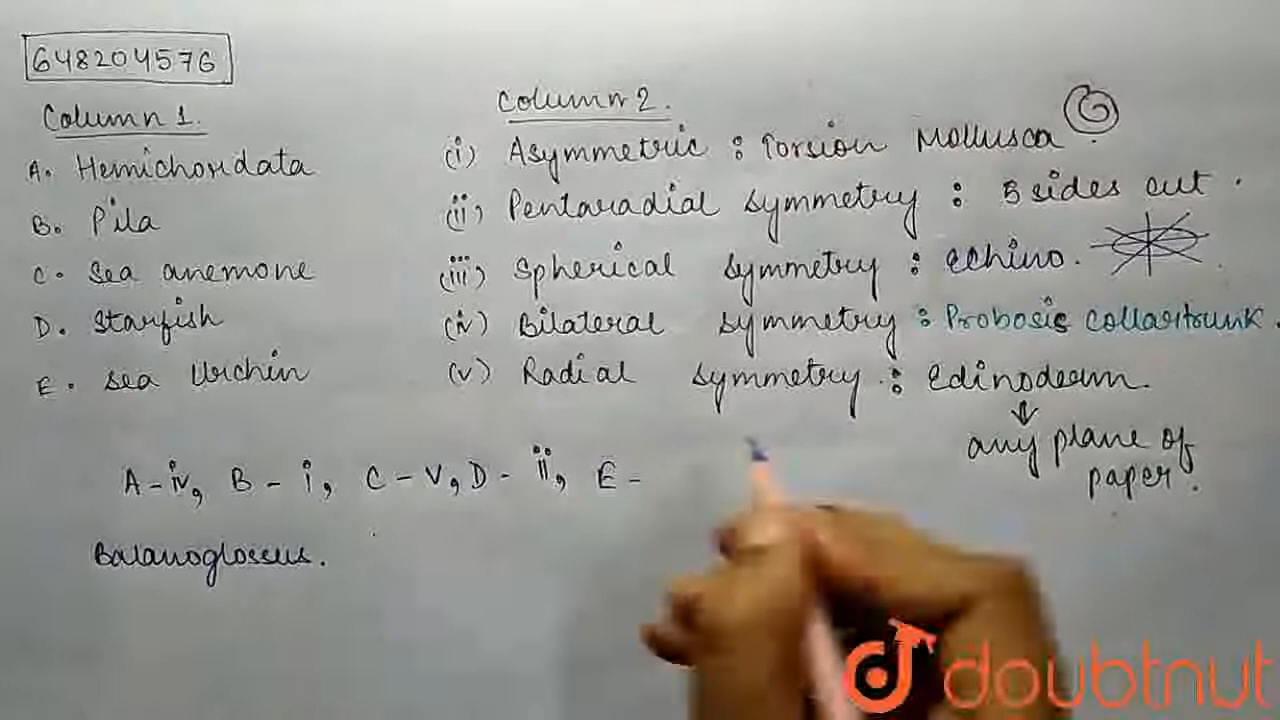 648204576
Column 1.
A. Hemichordata
B. Pila
C. Sea anemone
D. Starfish
E. Sea Urchin
Column 2.
(i) Asymmetric : Torsion Mollusca.
(ii) Pentaradial symmetry : 5 sides cut.
(iii) Spherical symmetry : echino.
(iv) Bilateral symmetry : Probosis collar trunk.
(v) Radial symmetry : Edinoderm.
any plane of
paper.
A-iv, B-i, C-v, D-ii, E-
Balanoglossus.
doubtnut